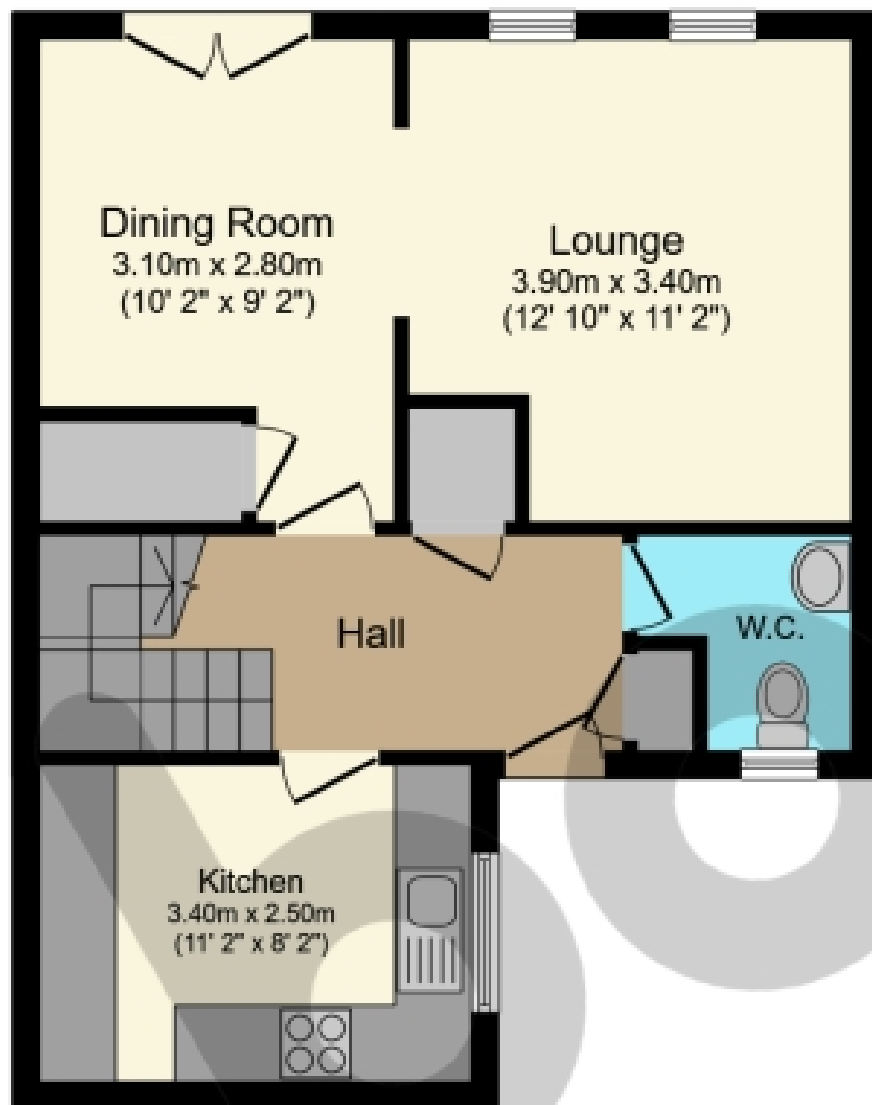 Dining Room
3.10m x 2.80m
(10' 2" x 9' 2")
Lounge
3.90m x 3.40m
(12' 10" x 11' 2")
Hall
W.C.
Kitchen
3.40m x 2.50m
(11' 2" x 8' 2")